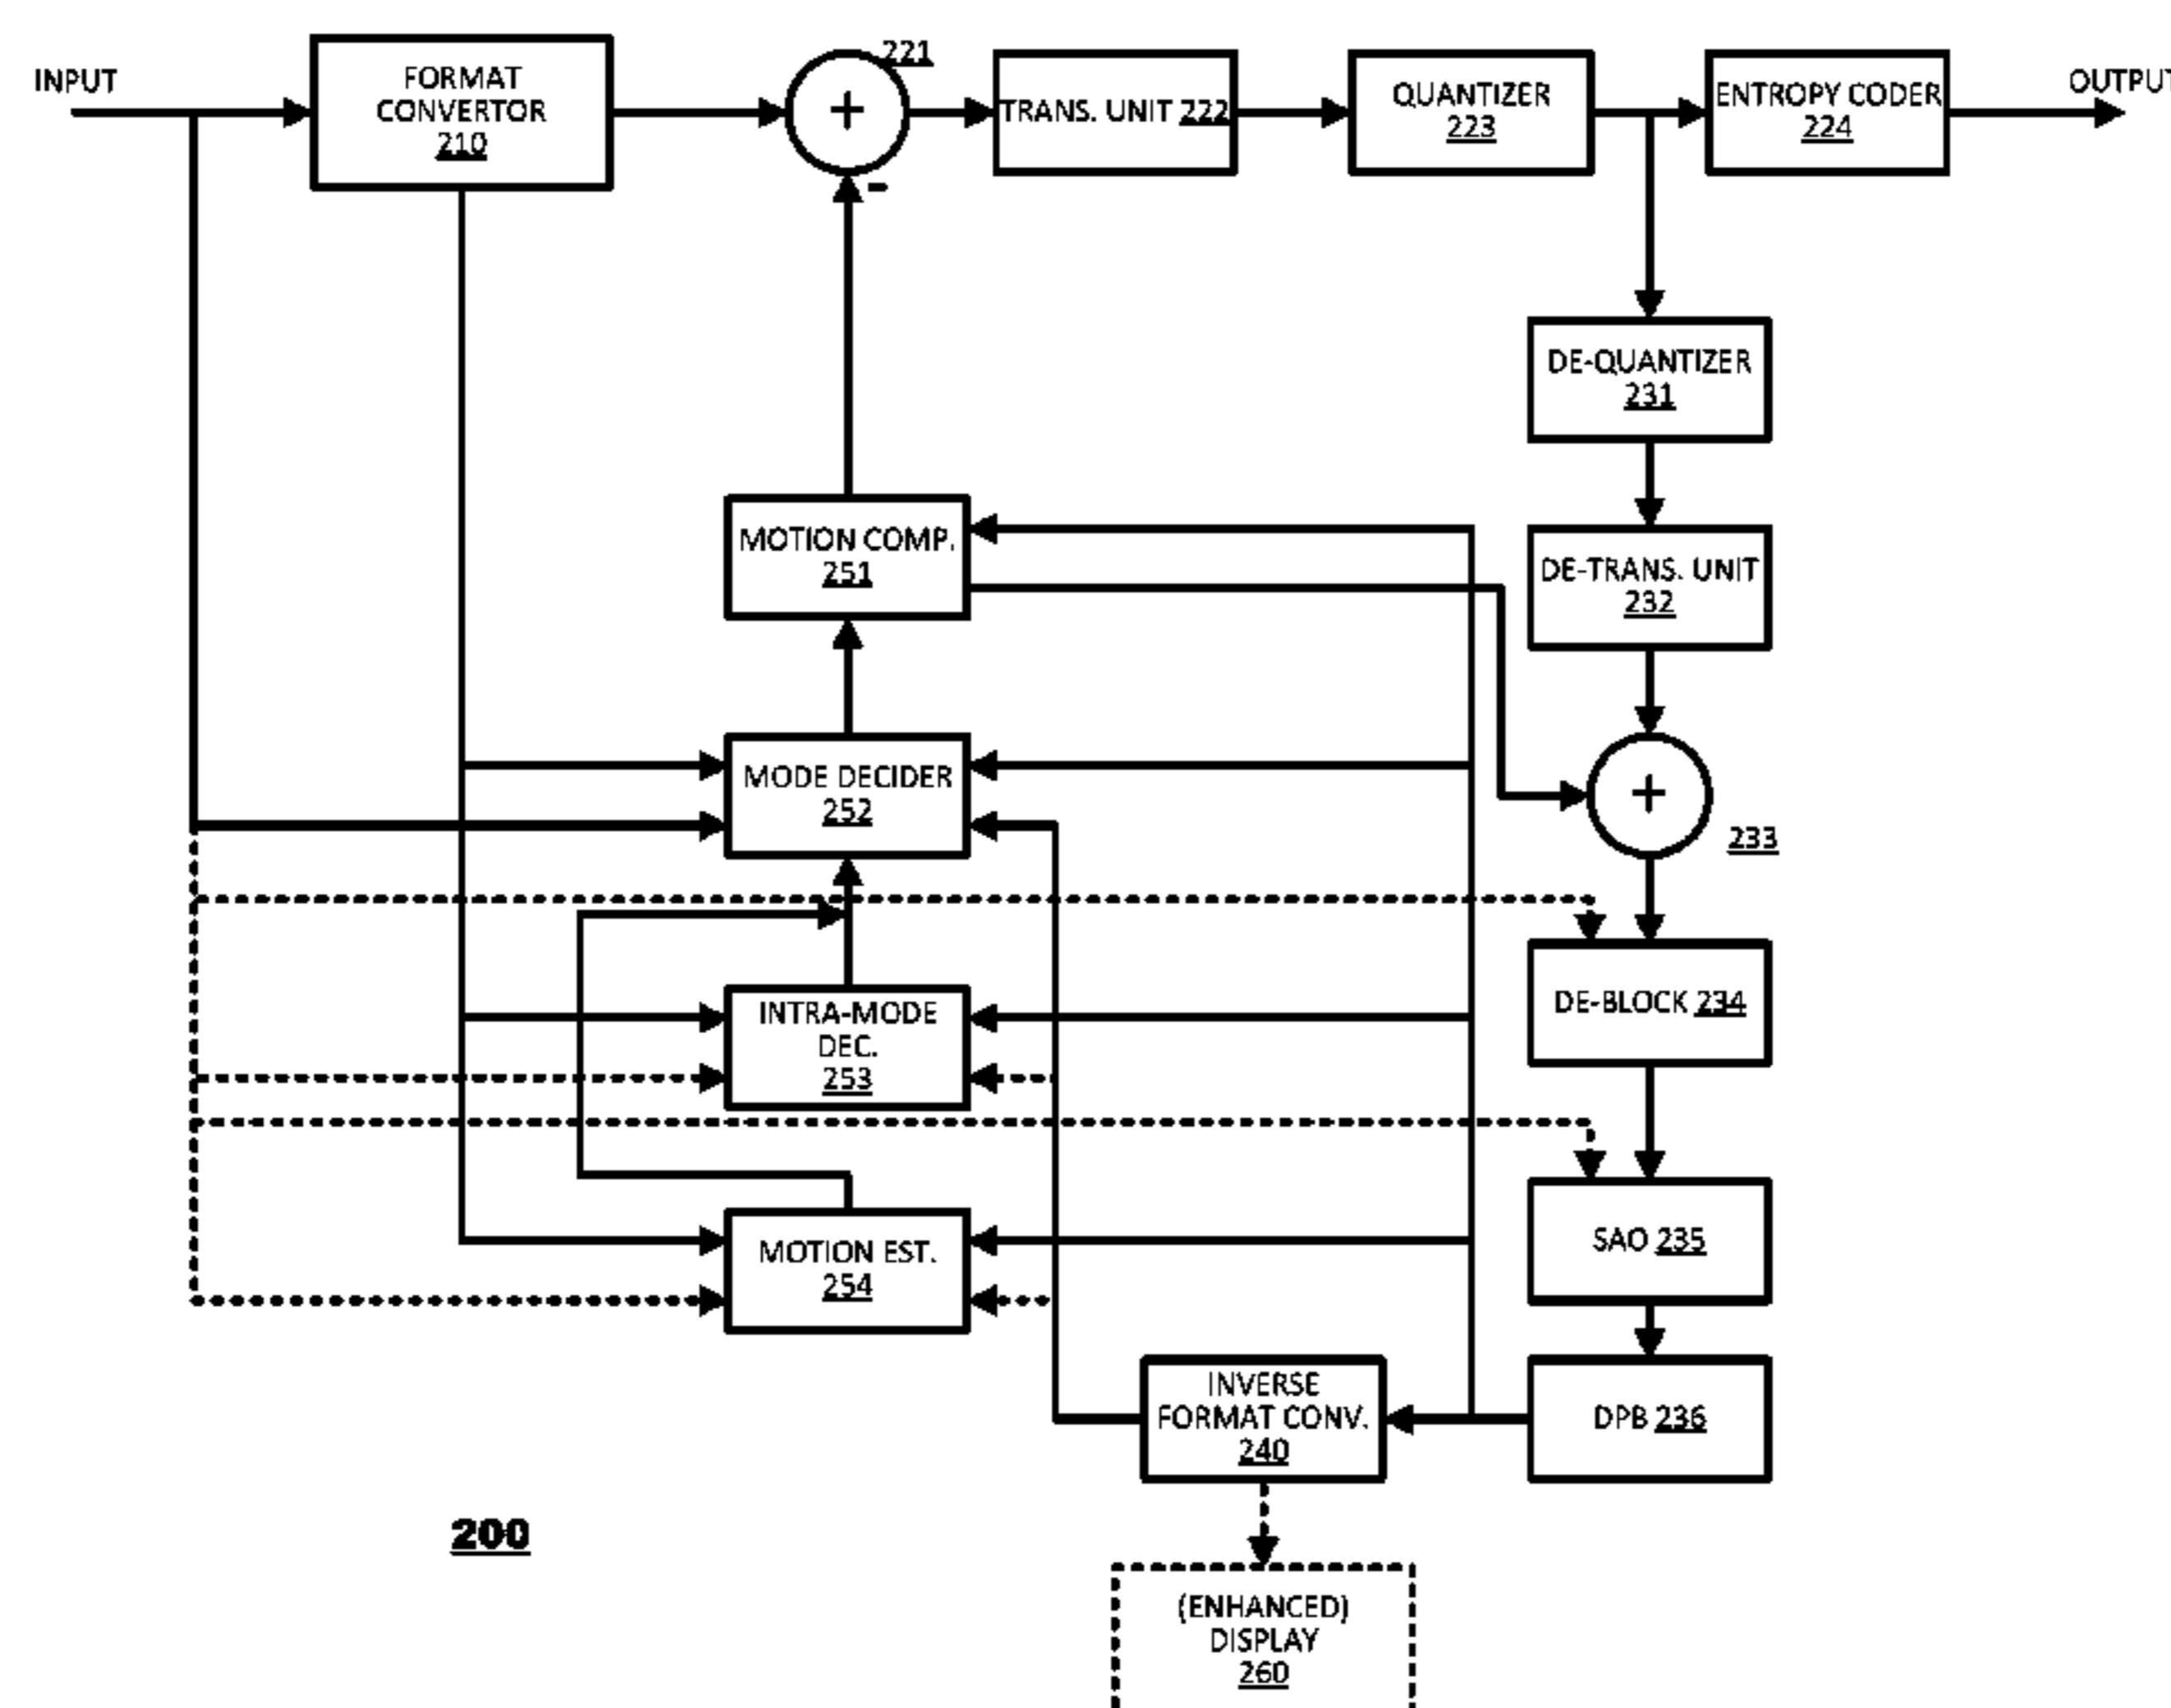 INPUT
FORMAT
CONVERTOR
210
221
+
-
TRANS. UNIT 222
QUANTIZER
223
ENTROPY CODER
224
OUTPUT
DE-QUANTIZER
231
MOTION COMP.
251
DE-TRANS. UNIT
232
MODE DECIDER
252
+
233
INTRA-MODE
DEC.
253
DE-BLOCK 234
MOTION EST.
254
SAO 235
INVERSE
FORMAT CONV.
240
DPB 236
200
(ENHANCED)
DISPLAY
260